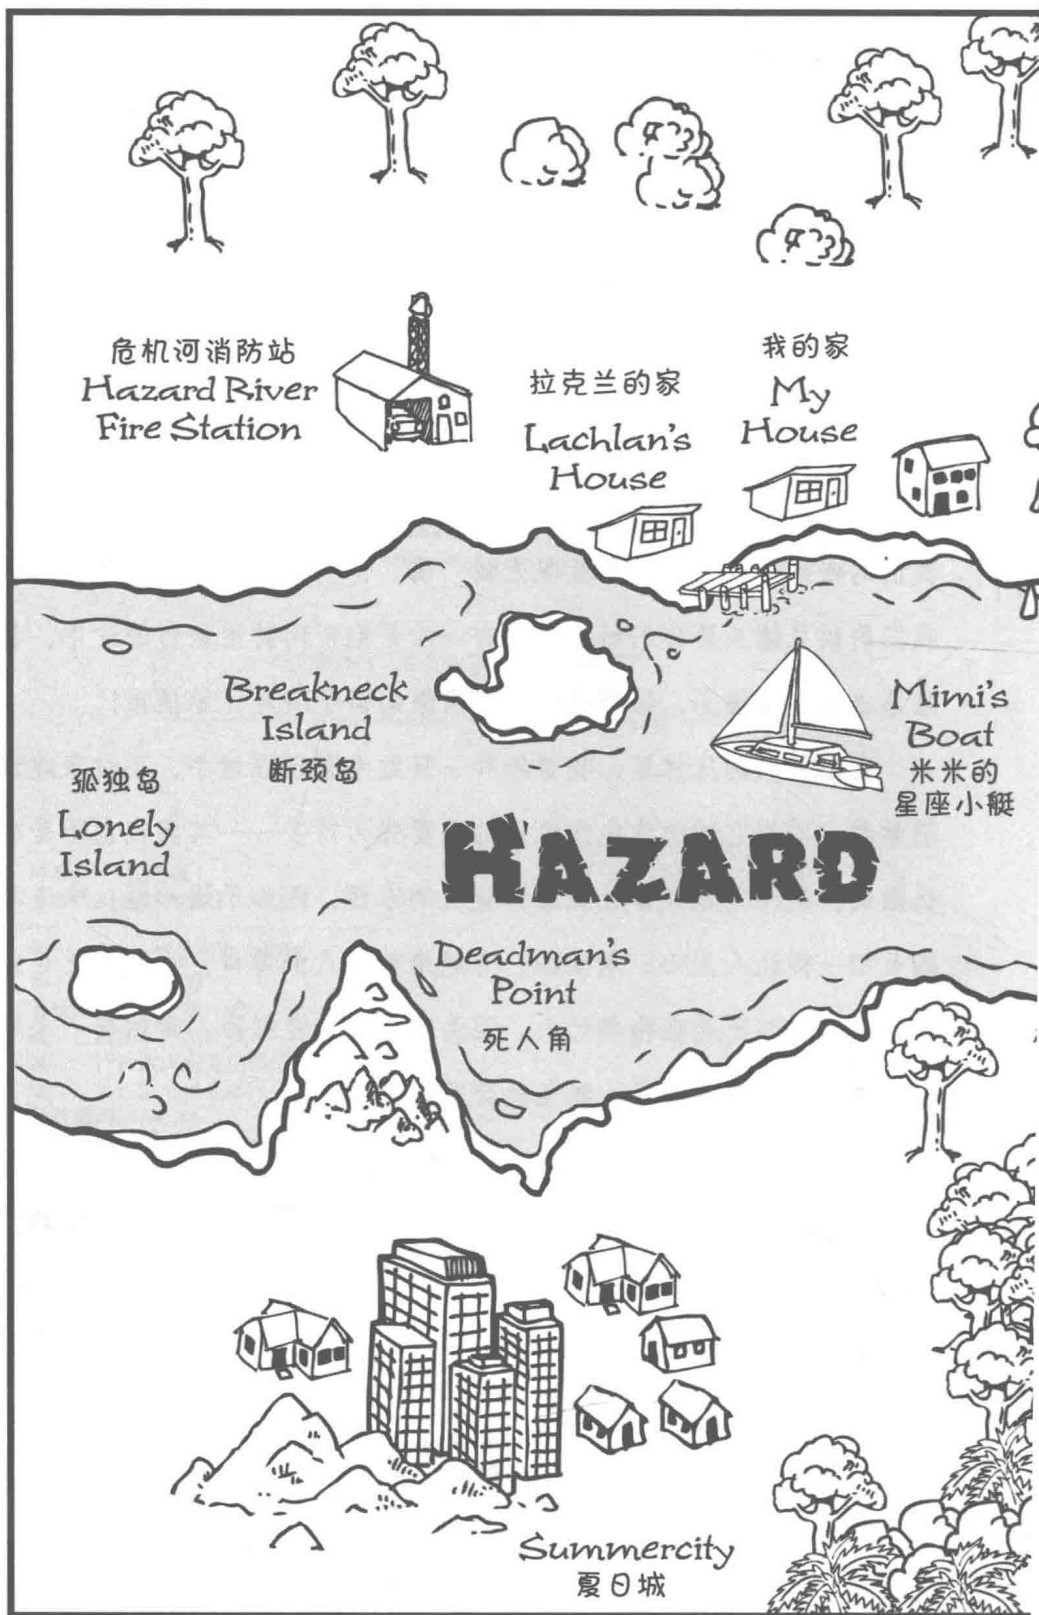 危机河消防站
Hazard River
Fire Station
拉克兰的家
Lachlan's
House
我的家
My
House
Breakneck
Island
断颈岛
Mimi's
Boat
米米的
星座小艇
孤独岛
Lonely
Island
HAZARD
Deadman's
Point
死人角
Summercity
夏日城